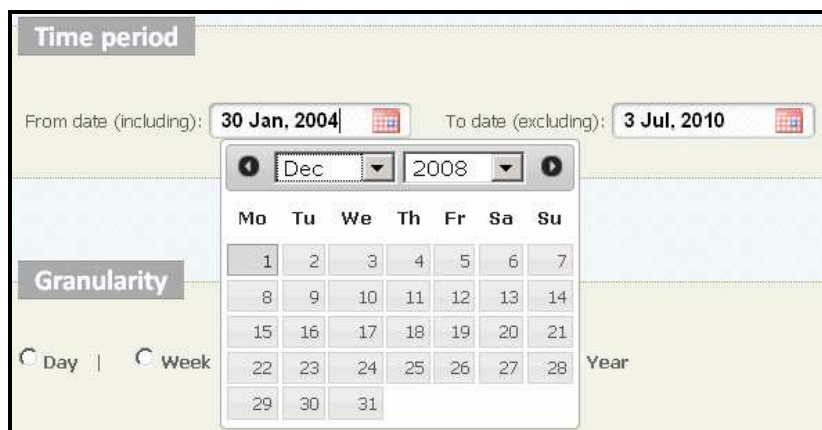 Time period
From date (including): 30 Jan, 2004 To date (excluding): 3 Jul, 2010
Dec 2008
Mo Tu We Th Fr Sa Su
1 2 3 4 5 6 7
Granularity
8 9 10 11 12 13 14
15 16 17 18 19 20 21
Day | Week Year
22 23 24 25 26 27 28
29 30 31